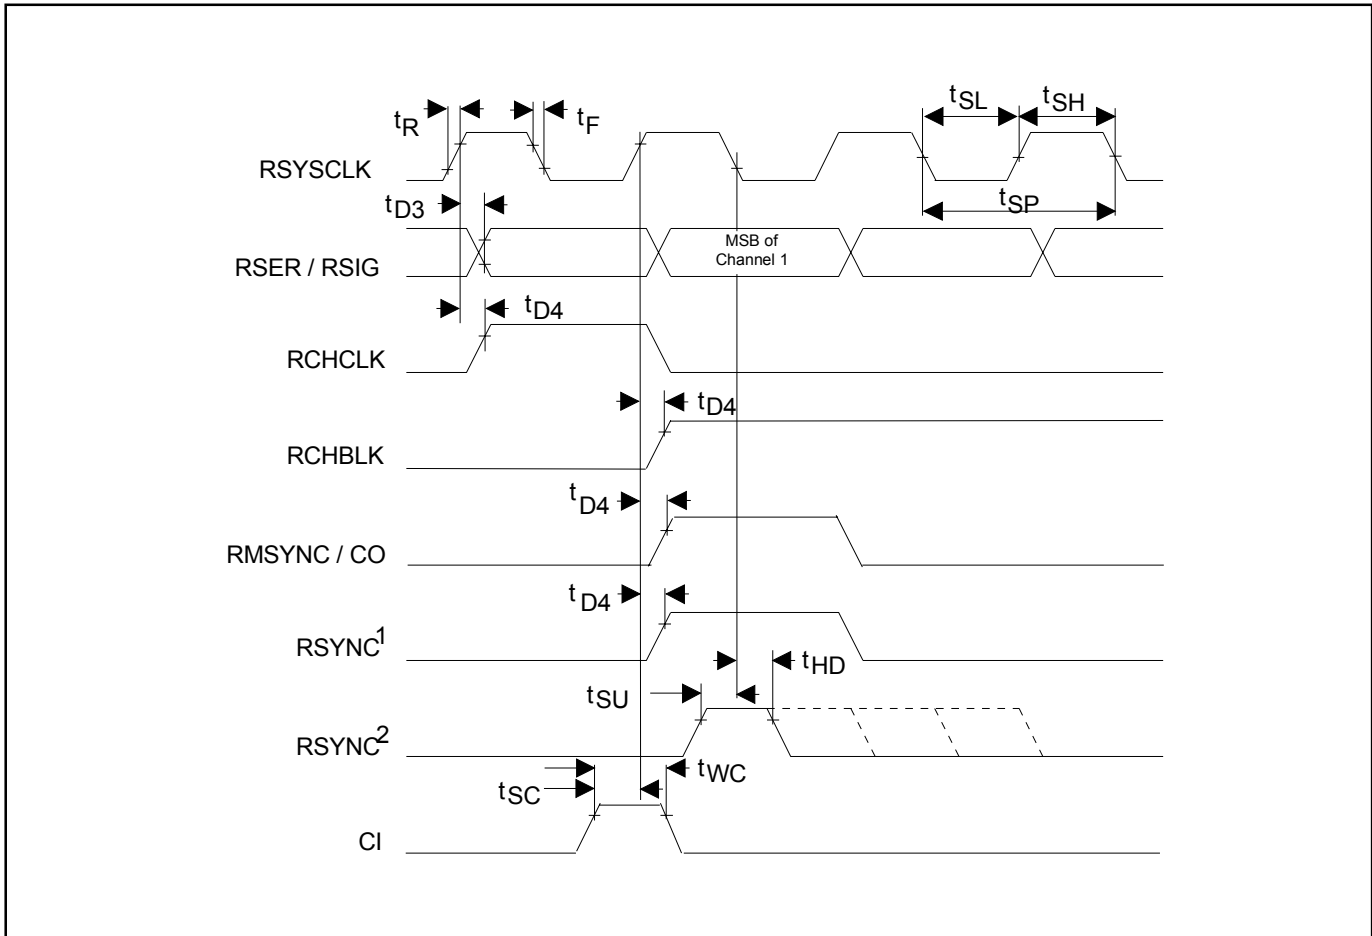 tSL tSH
tR tF
RSYSCLK
tD3 tSP
MSB of
Channel 1
RSER / RSIG
tD4
RCHCLK
tD4
RCHBLK
tD4
RMSYNC / CO
tD4
RSYNC1
tHD
tSU
RSYNC2
tWC
tSC
CI